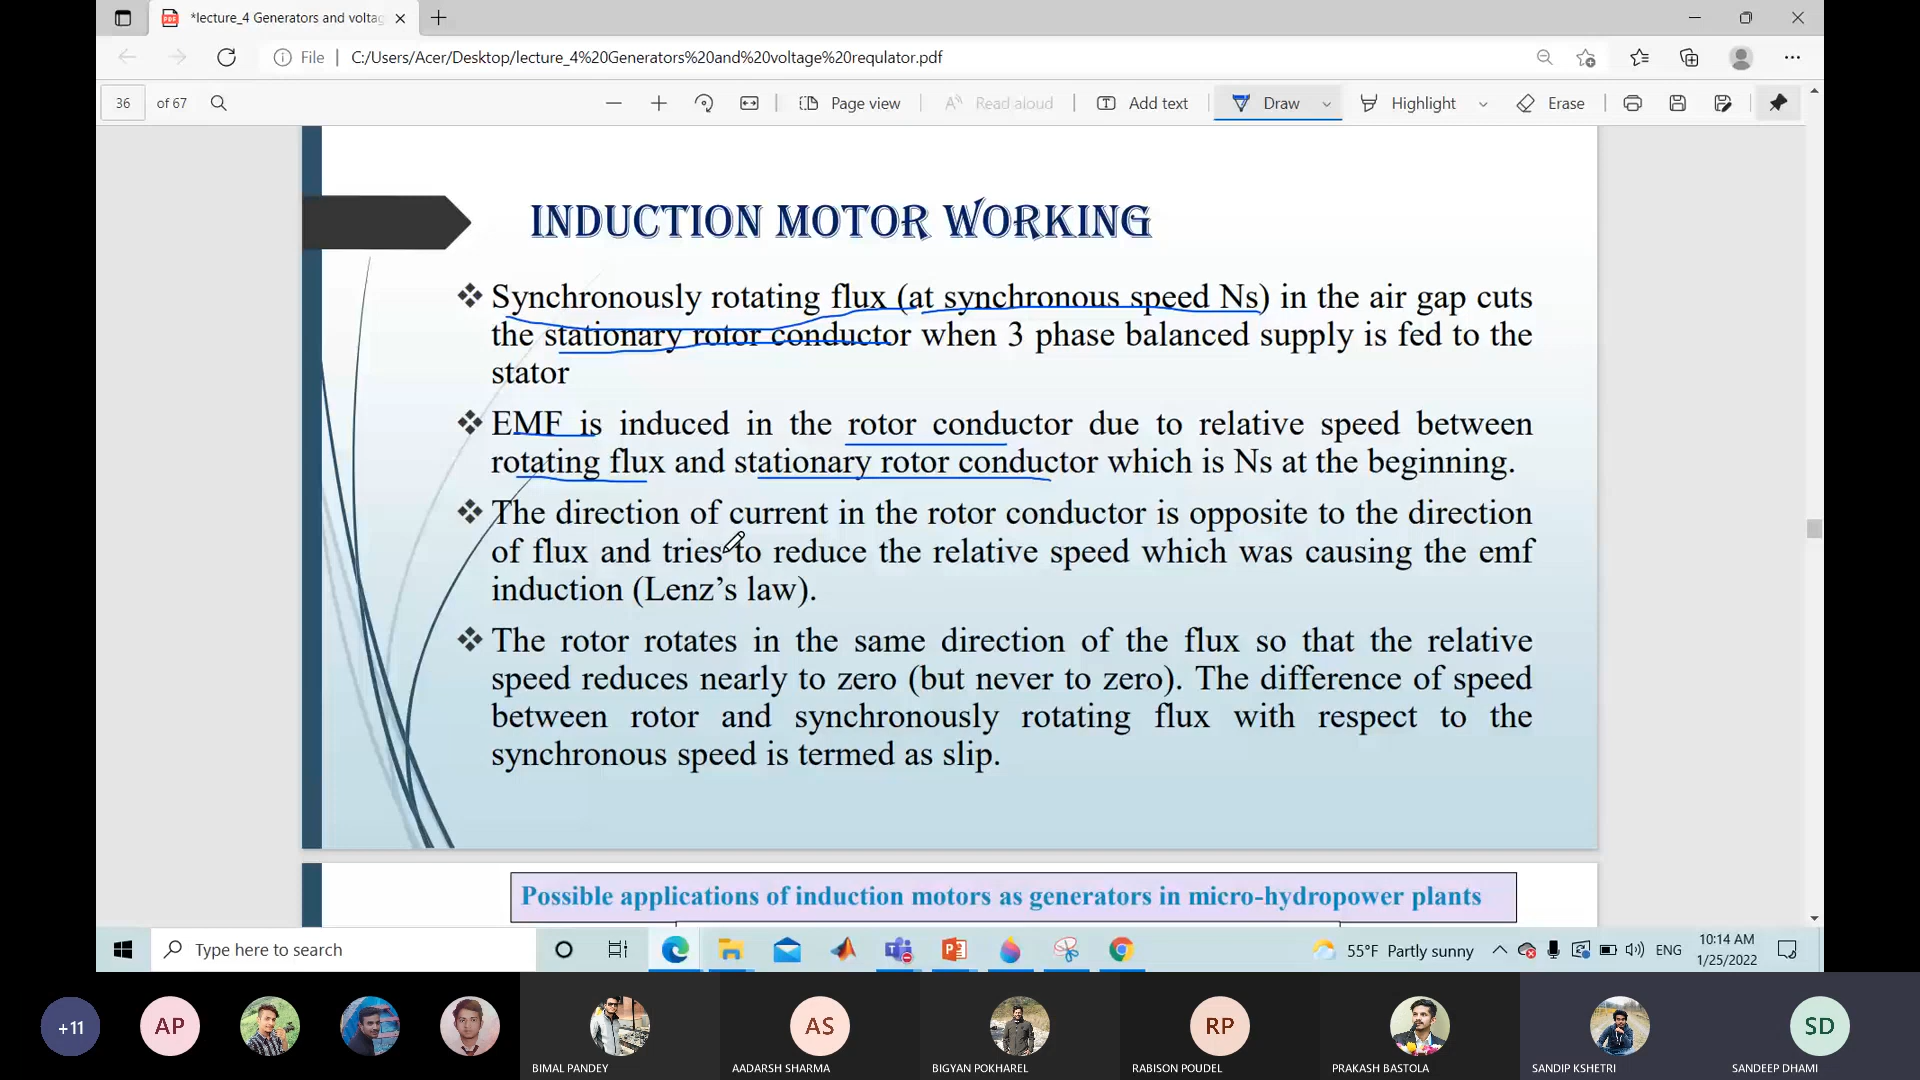 *lecture_4 Generators and volta
File
C:/Users/Acer/Desktop/lecture_4%20Generators%20and%20voltage%20requlator.pdf
36 of 67
Page view
Read aloud
Add text
Draw
Highlight
Erase
INDUCTION MOTOR WORKING
Synchronously rotating flux (at synchronous speed Ns) in the air gap cuts
the stationary rotor conductor when 3 phase balanced supply is fed to the
stator
EMF is induced in the rotor conductor due to relative speed between
rotating flux and stationary rotor conductor which is Ns at the beginning.
The direction of current in the rotor conductor is opposite to the direction
of flux and tries to reduce the relative speed which was causing the emf
induction (Lenz’s law).
The rotor rotates in the same direction of the flux so that the relative
speed reduces nearly to zero (but never to zero). The difference of speed
between rotor and synchronously rotating flux with respect to the
synchronous speed is termed as slip.
Possible applications of induction motors as generators in micro-hydropower plants
Type here to search
55°F Partly sunny
ENG
10:14 AM
1/25/2022
+11
AP
AS
RP
SD
BIMAL PANDEY
AADARSH SHARMA
BIGYAN POKHAREL
RABISON POUDEL
PRAKASH BASTOLA
SANDIP KSHETRI
SANDEEP DHAMI